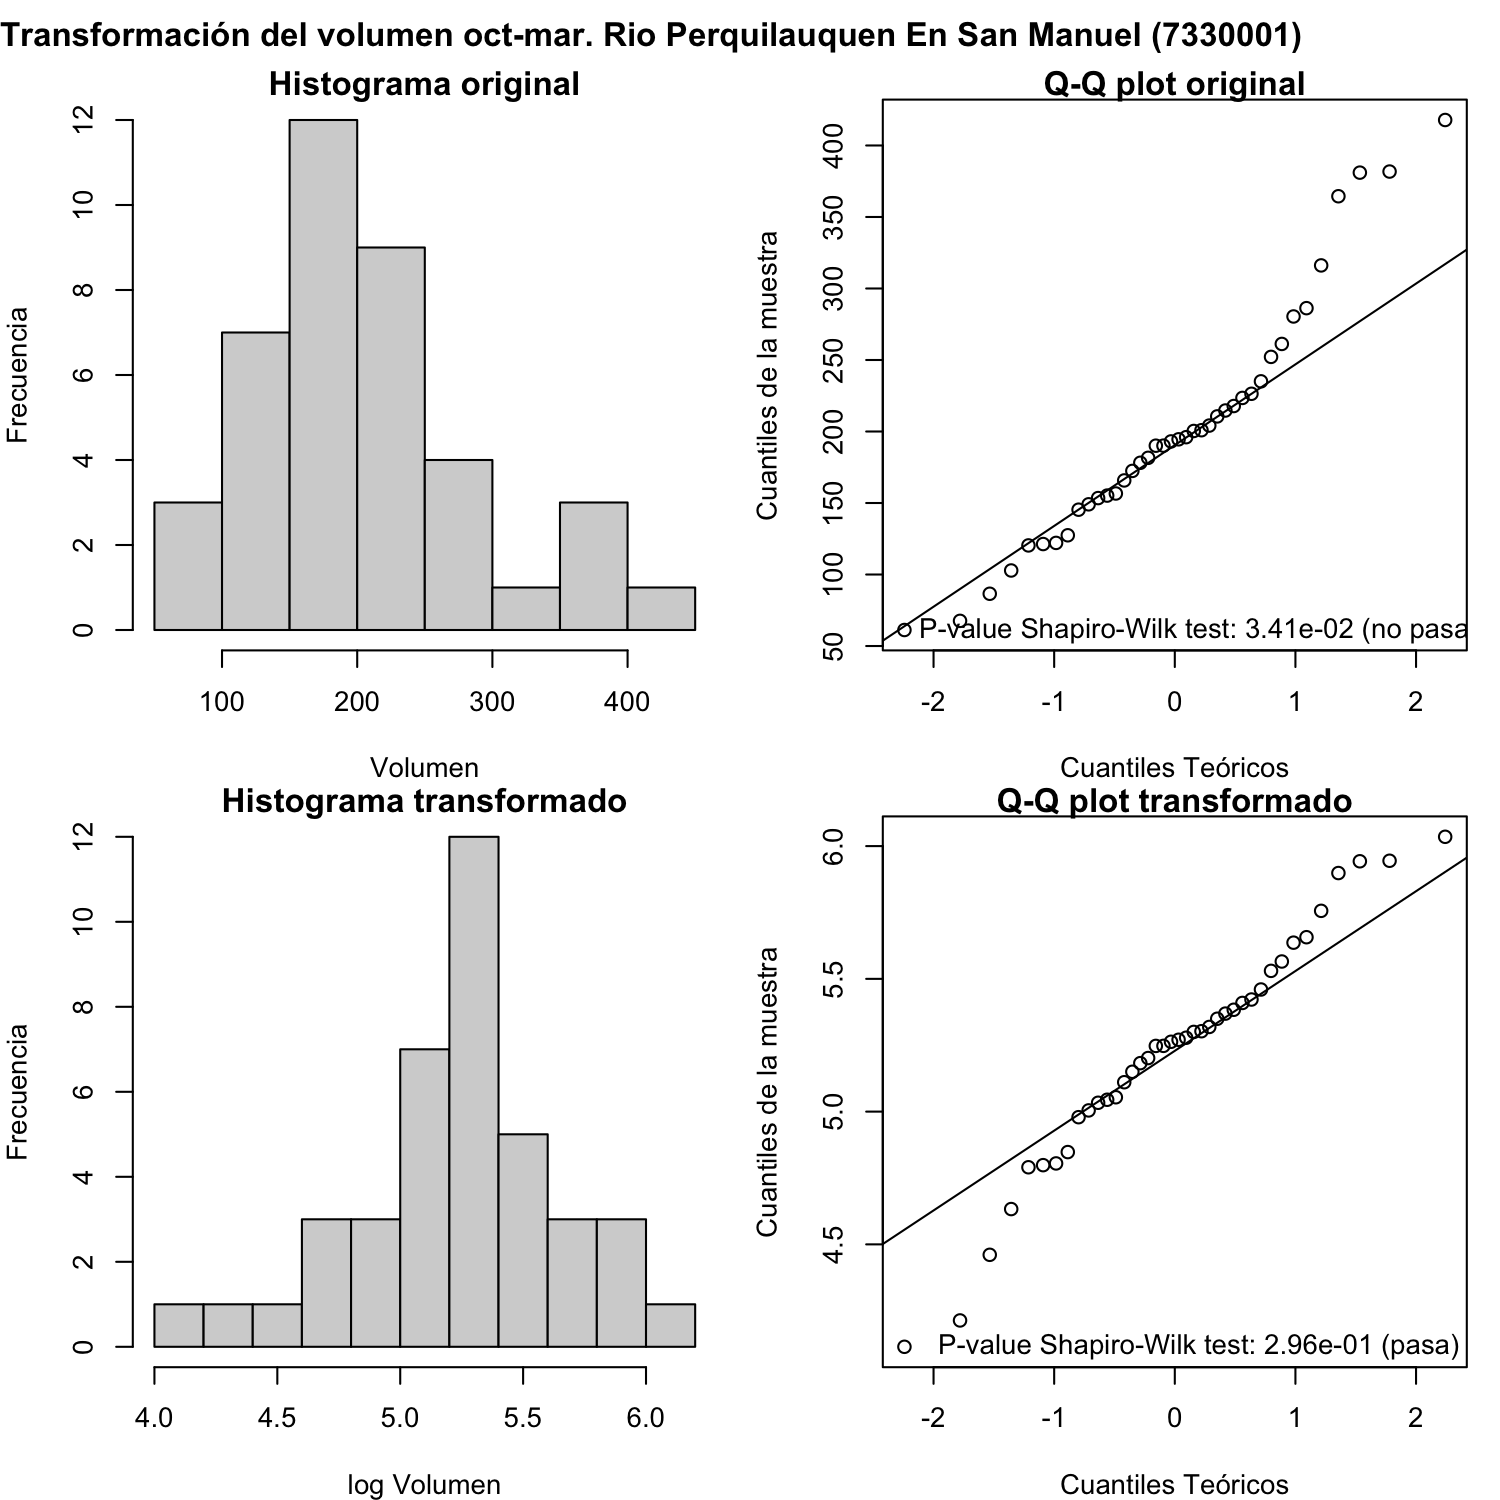 Transformación del volumen oct-mar. Rio Perquilauquen En San Manuel (7330001)
Histograma original
Frecuencia
0 2 4 6 8 10 12
100 200 300 400
Volumen
Q-Q plot original
Cuantiles de la muestra
50 100 150 200 250 300 350 400
P-value Shapiro-Wilk test: 3.41e-02 (no pasa
-2 -1 0 1 2
Cuantiles Teóricos
Histograma transformado
Frecuencia
0 2 4 6 8 10 12
4.0 4.5 5.0 5.5 6.0
log Volumen
Q-Q plot transformado
Cuantiles de la muestra
4.5 5.0 5.5 6.0
P-value Shapiro-Wilk test: 2.96e-01 (pasa)
-2 -1 0 1 2
Cuantiles Teóricos